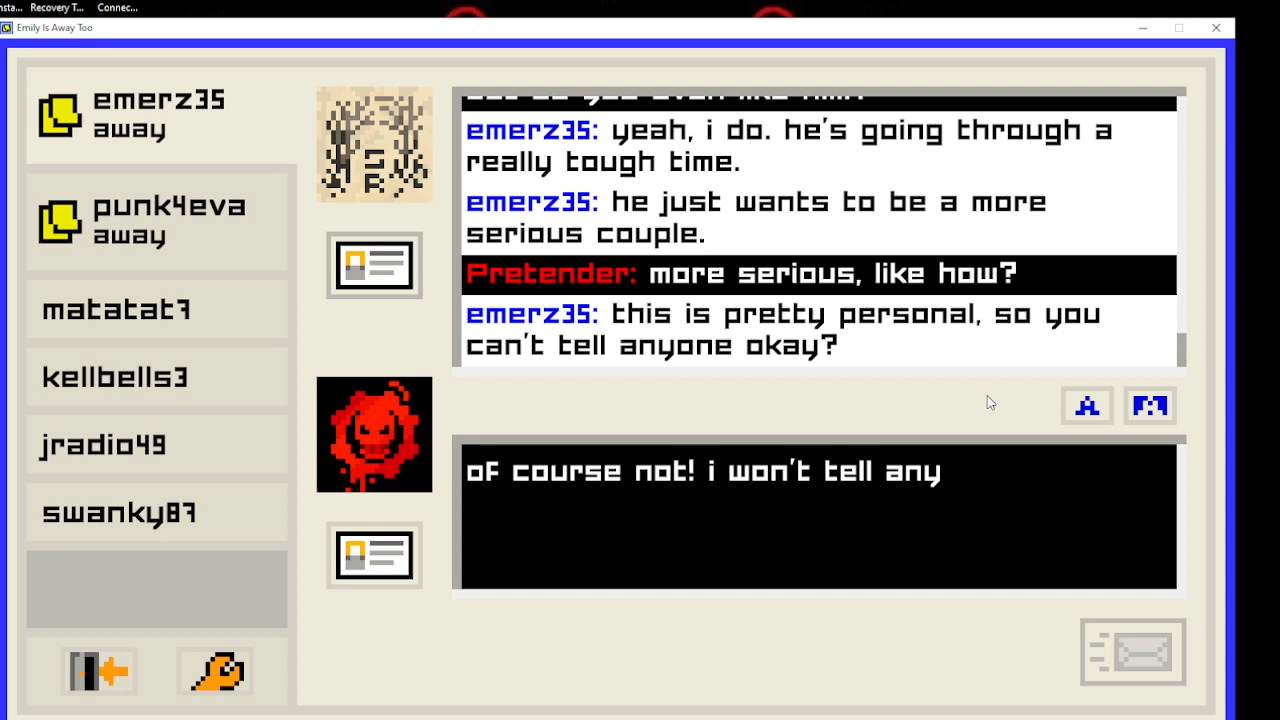 nsta... Recovery T... Connec...
Emily Is Away Too
emerz35
away
punk4eva
away
matatat7
kellbells3
jradio49
swanky87
emerz35: yeah, i do. he's going through a
really tough time.
emerz35: he just wants to be a more
serious couple.
Pretender: more serious, like how?
emerz35: this is pretty personal, so you
can't tell anyone okay?
A
of course not! i won't tell any